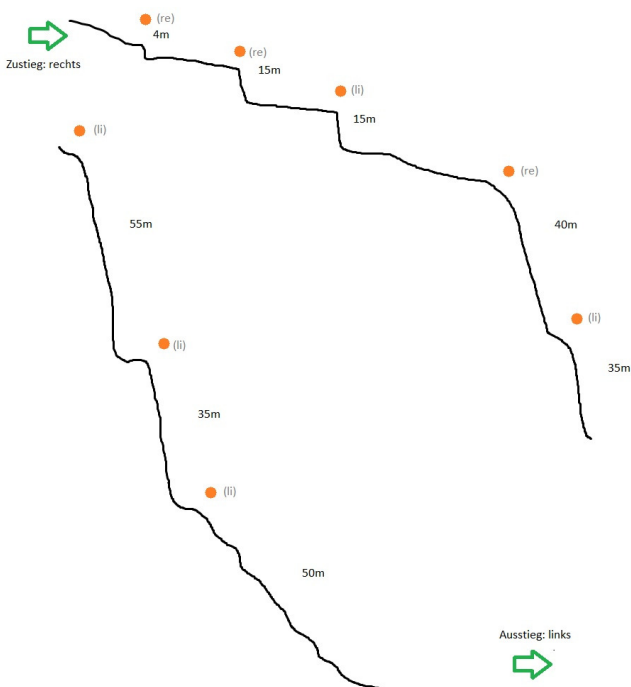 (re)
4m
Zustieg: rechts
(re)
15m
(li)
15m
(li)
(re)
55m
40m
(li)
(li)
35m
35m
(li)
50m
Ausstieg: links